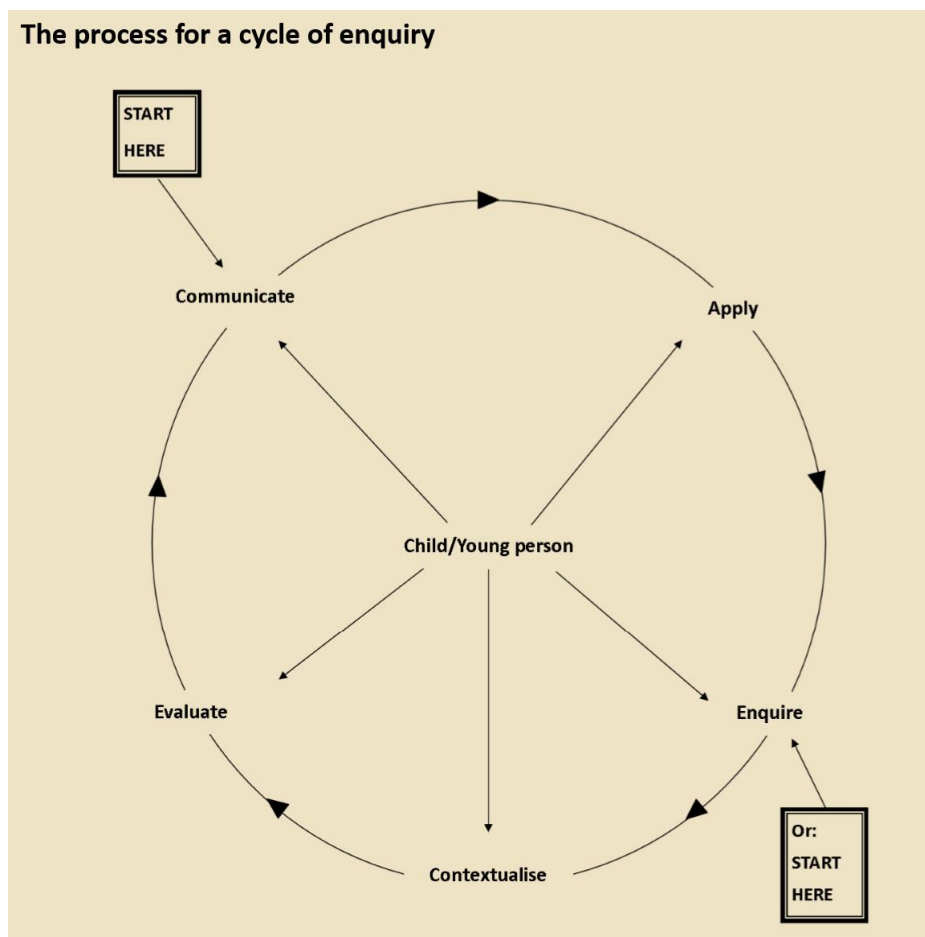 The process for a cycle of enquiry
START
HERE
Communicate
Apply
Child/Young person
Evaluate
Enquire
Contextualise
Or:
START
HERE